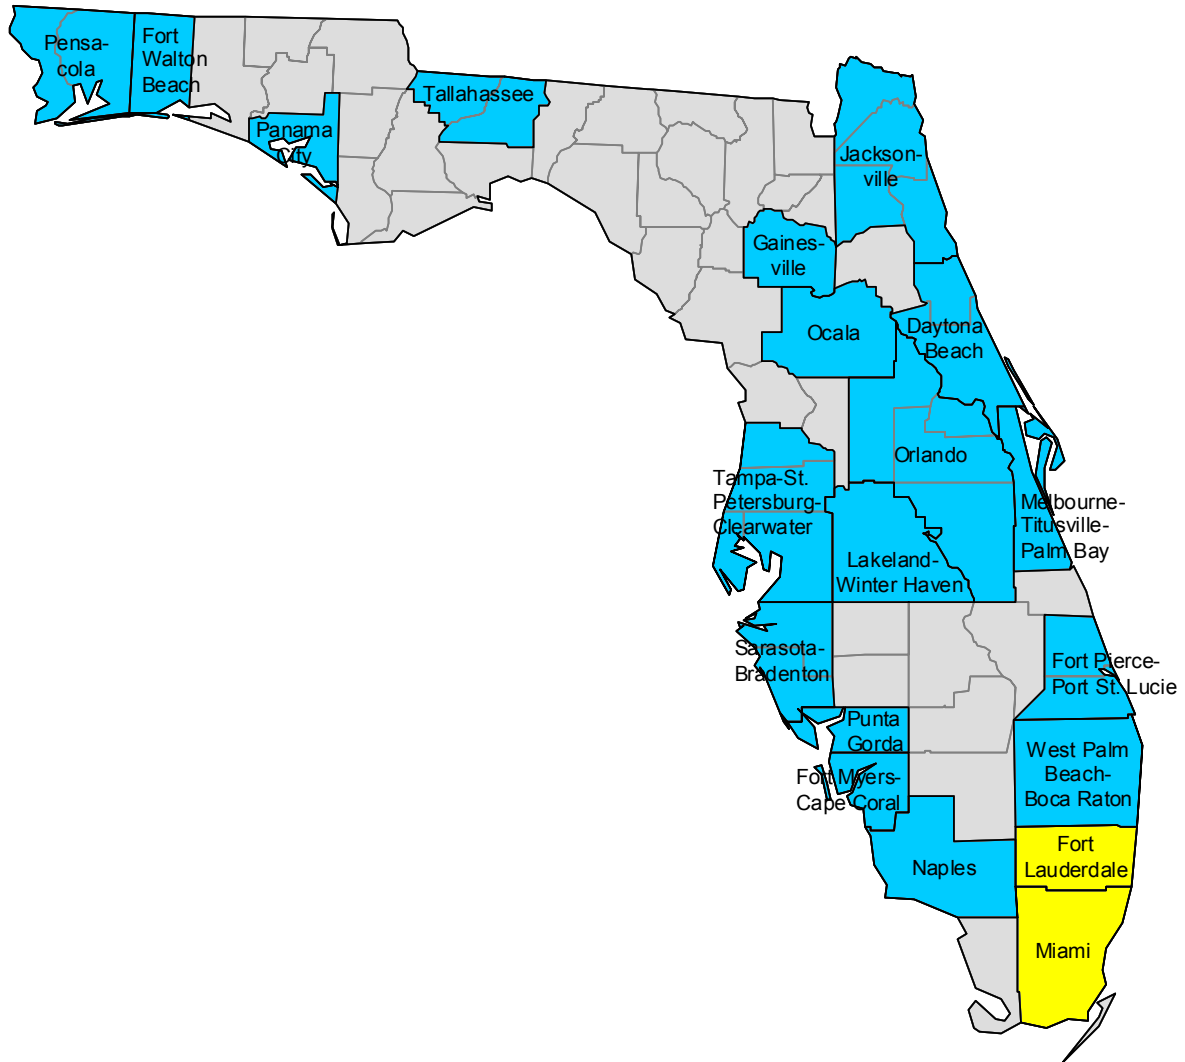 Pensa-
cola
Fort
Walton
Beach
Tallahassee
Panama
City
Jackson-
ville
Gaines-
ville
Ocala
Daytona
Beach
Orlando
Tampa-St.
Petersburg-
Clearwater
Melbourne-
Titusville-
Palm Bay
Lakeland-
Winter Haven
Sarasota-
Bradenton
Fort Pierce-
Port St. Lucie
Punta
Gorda
West Palm
Beach-
Boca Raton
Fort Myers-
Cape Coral
Fort
Lauderdale
Naples
Miami